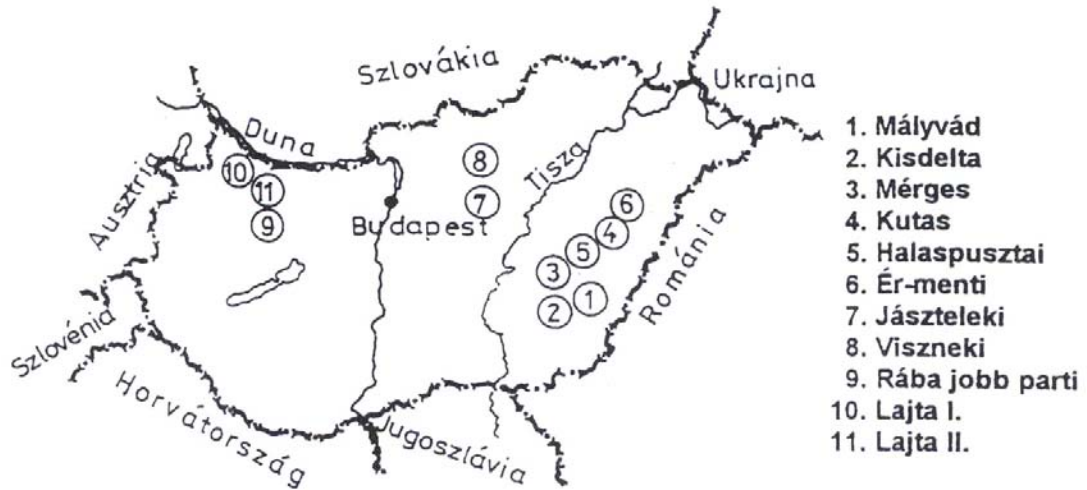 Szlovákia
Ukrajna
Duna
Ausztria
Tisza
Budapest
Románia
Szlovénia
Horvátország
Jugoszlávia
10
11
9
8
7
6
4
5
3
2
1
1. Mályvád
2. Kisdelta
3. Mérges
4. Kutas
5. Halaspusztai
6. Ér-menti
7. Jászteleki
8. Viszneki
9. Rába jobb parti
10. Lajta I.
11. Lajta II.